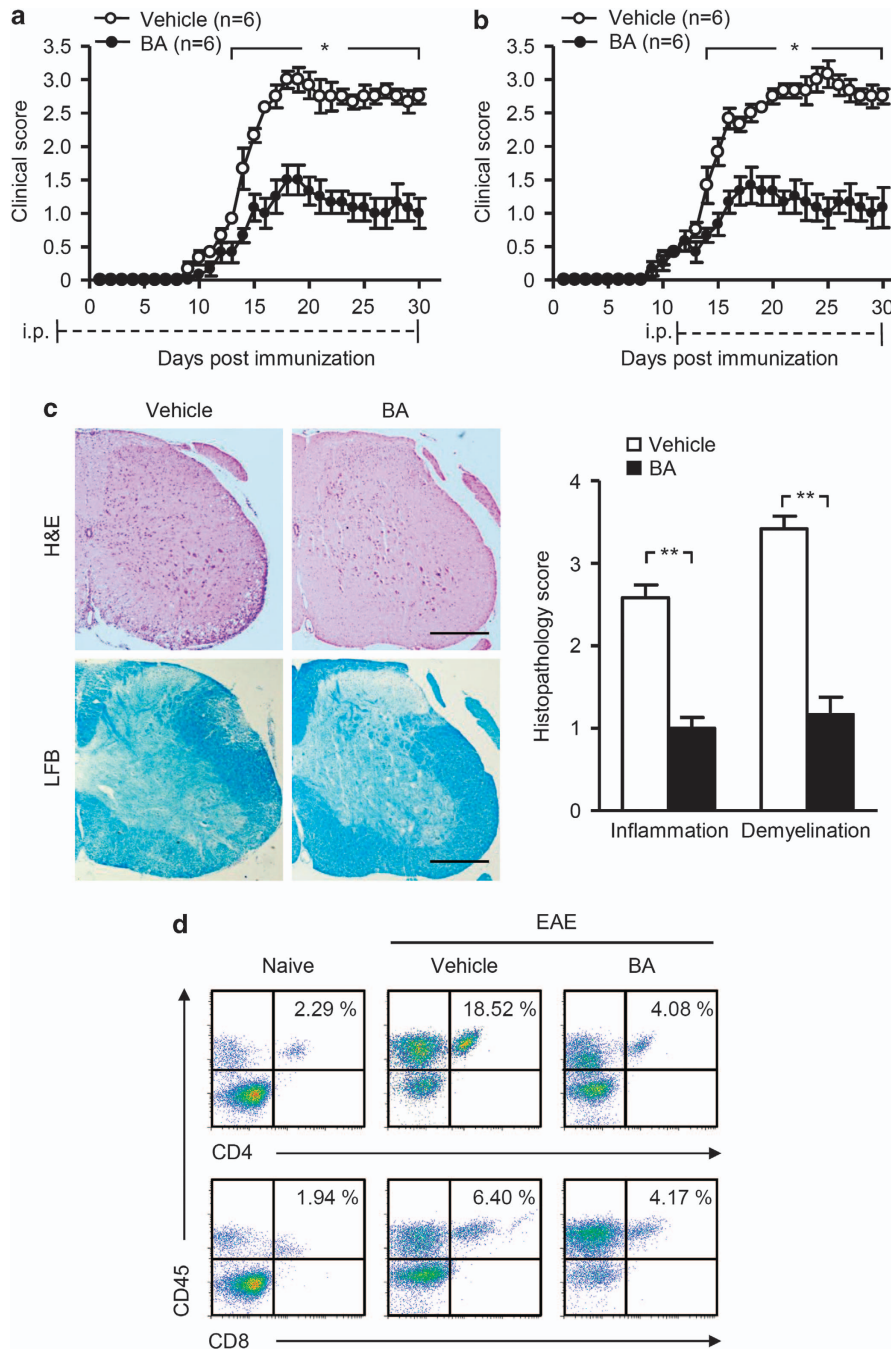 a
Vehicle (n=6)
BA (n=6)
*
3.5
3.0
2.5
2.0
1.5
1.0
0.5
0
Clinical score
0 5 10 15 20 25 30
i.p.
Days post immunization
b
Vehicle (n=6)
BA (n=6)
*
3.5
3.0
2.5
2.0
1.5
1.0
0.5
0
Clinical score
0 5 10 15 20 25 30
i.p.
Days post immunization
c
Vehicle BA
H&E
LFB
Vehicle
BA
4
3
2
1
0
Histopathology score
** **
Inflammation Demyelination
d
EAE
Naive Vehicle BA
2.29 % 18.52 % 4.08 %
CD4
1.94 % 6.40 % 4.17 %
CD45
CD8